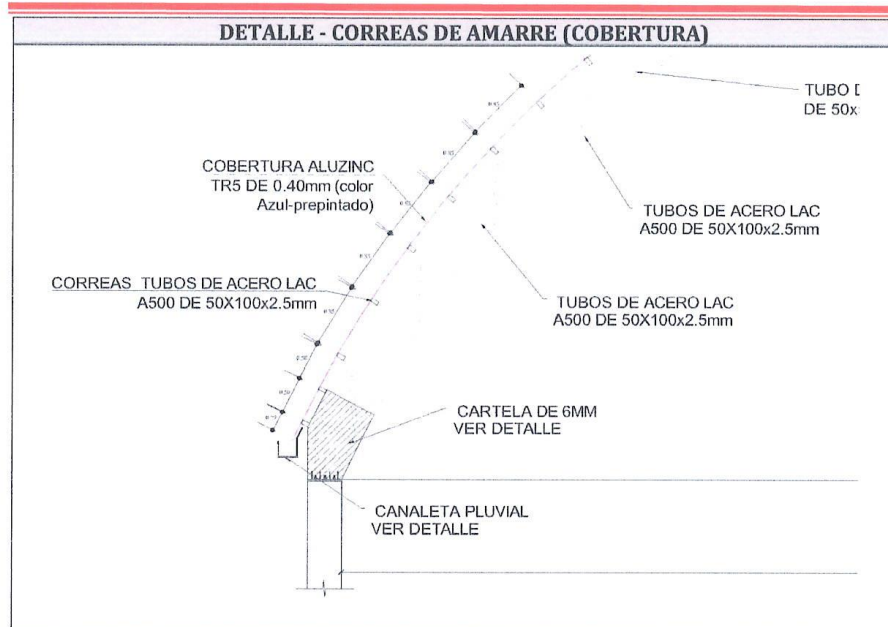 DETALLE - CORREAS DE AMARRE (COBERTURA)
TUBO
DE 50x
COBERTURA ALUZINC
TR5 DE 0.40mm (color
Azul-prepintado)
TUBOS DE ACERO LAC
A500 DE 50X100x2.5mm
CORREAS TUBOS DE ACERO LAC
A500 DE 50X100x2.5mm
TUBOS DE ACERO LAC
A500 DE 50X100x2.5mm
CARTELA DE 6MM
VER DETALLE
CANALETA PLUVIAL
VER DETALLE